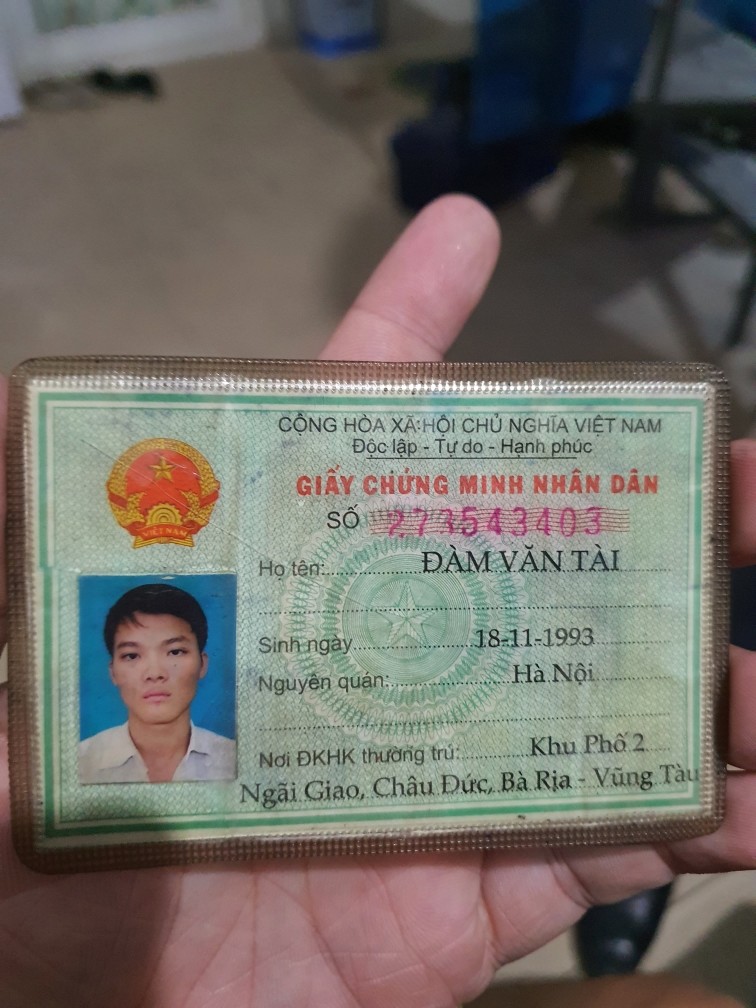 CỘNG HÒA XÃ HỘI CHỦ NGHĨA VIỆT NAM
Độc lập - Tự do - Hạnh phúc
GIẤY CHỨNG MINH NHÂN DÂN
SỐ 273543403
VIỆT NAM
Họ tên: ĐÀM VĂN TÀI
Sinh ngày 18-11-1993
Nguyên quán: Hà Nội
Nơi ĐKHK thường trú: Khu Phố 2
Ngãi Giao, Châu Đức, Bà Rịa - Vũng Tàu